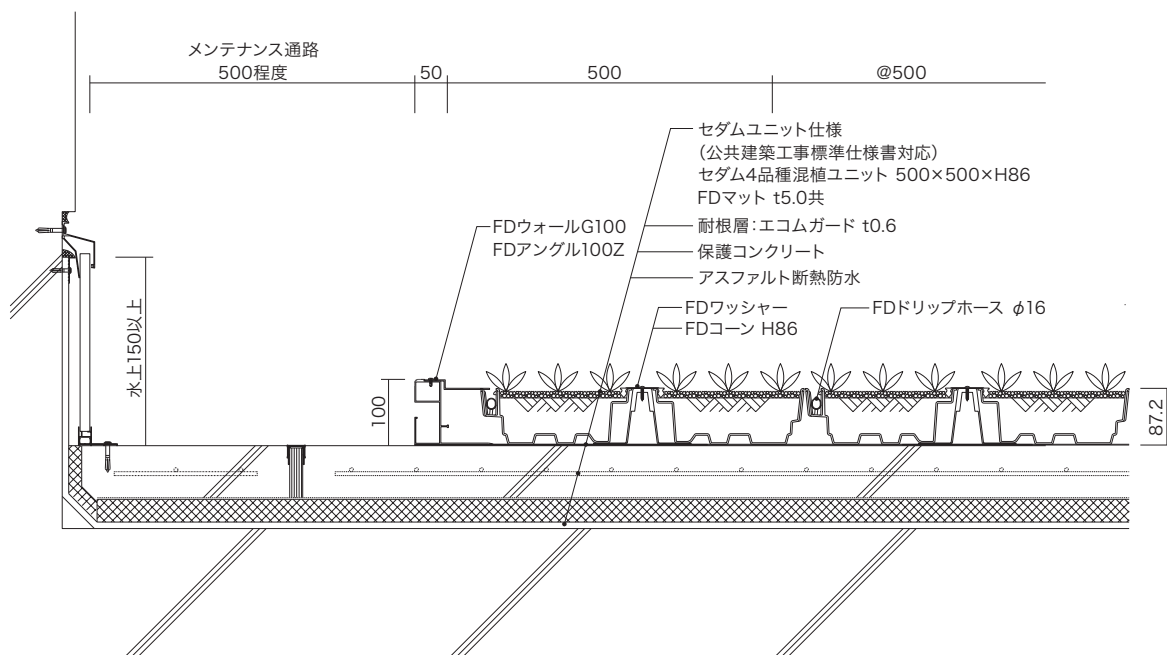 メンテナンス通路
500程度
50
500
@500
セダムユニット仕様
(公共建築工事標準仕様書対応)
セダム4品種混植ユニット 500×500×H86
FDマット t5.0共
FDウォールG100
FDアングル100Z
耐根層:エコムガード t0.6
保護コンクリート
アスファルト断熱防水
FDワッシャー
FDコーン H86
FDドリップホース φ16
水上150以上
100
87.2